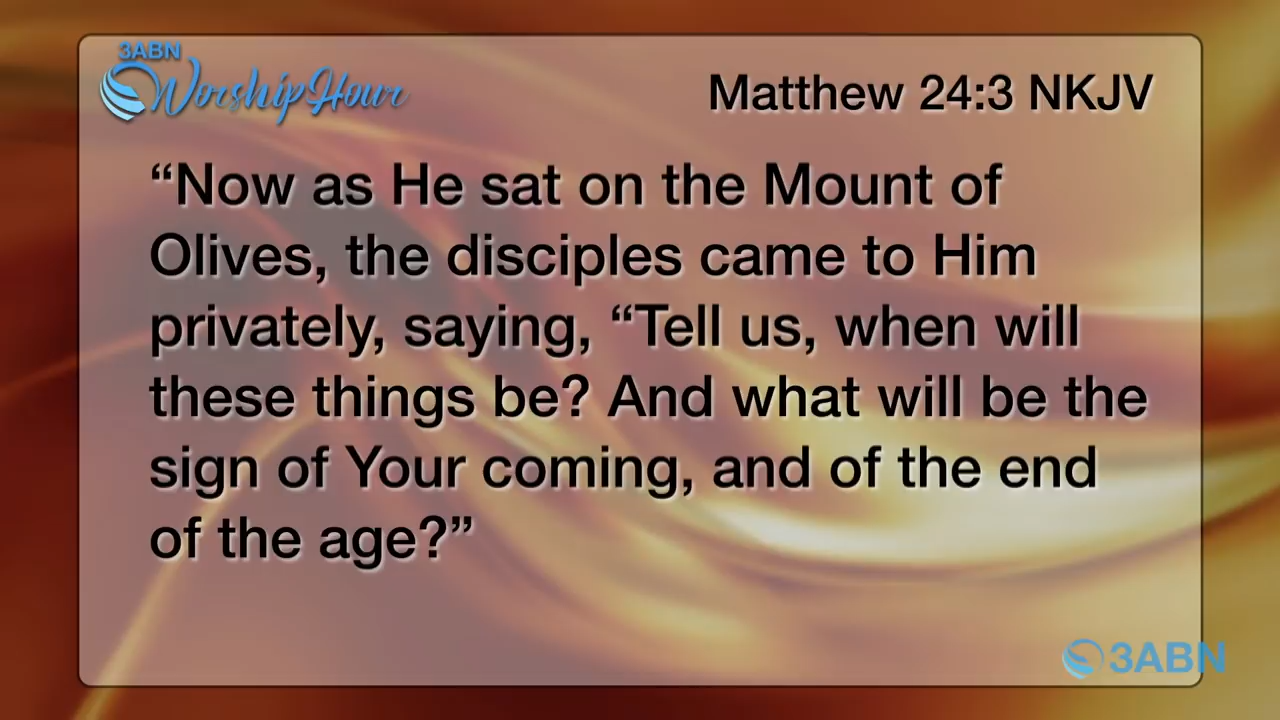 3ABN
Worship Hour
Matthew 24:3 NKJV
“Now as He sat on the Mount of
Olives, the disciples came to Him
privately, saying, “Tell us, when will
these things be? And what will be the
sign of Your coming, and of the end
of the age?”
3ABN